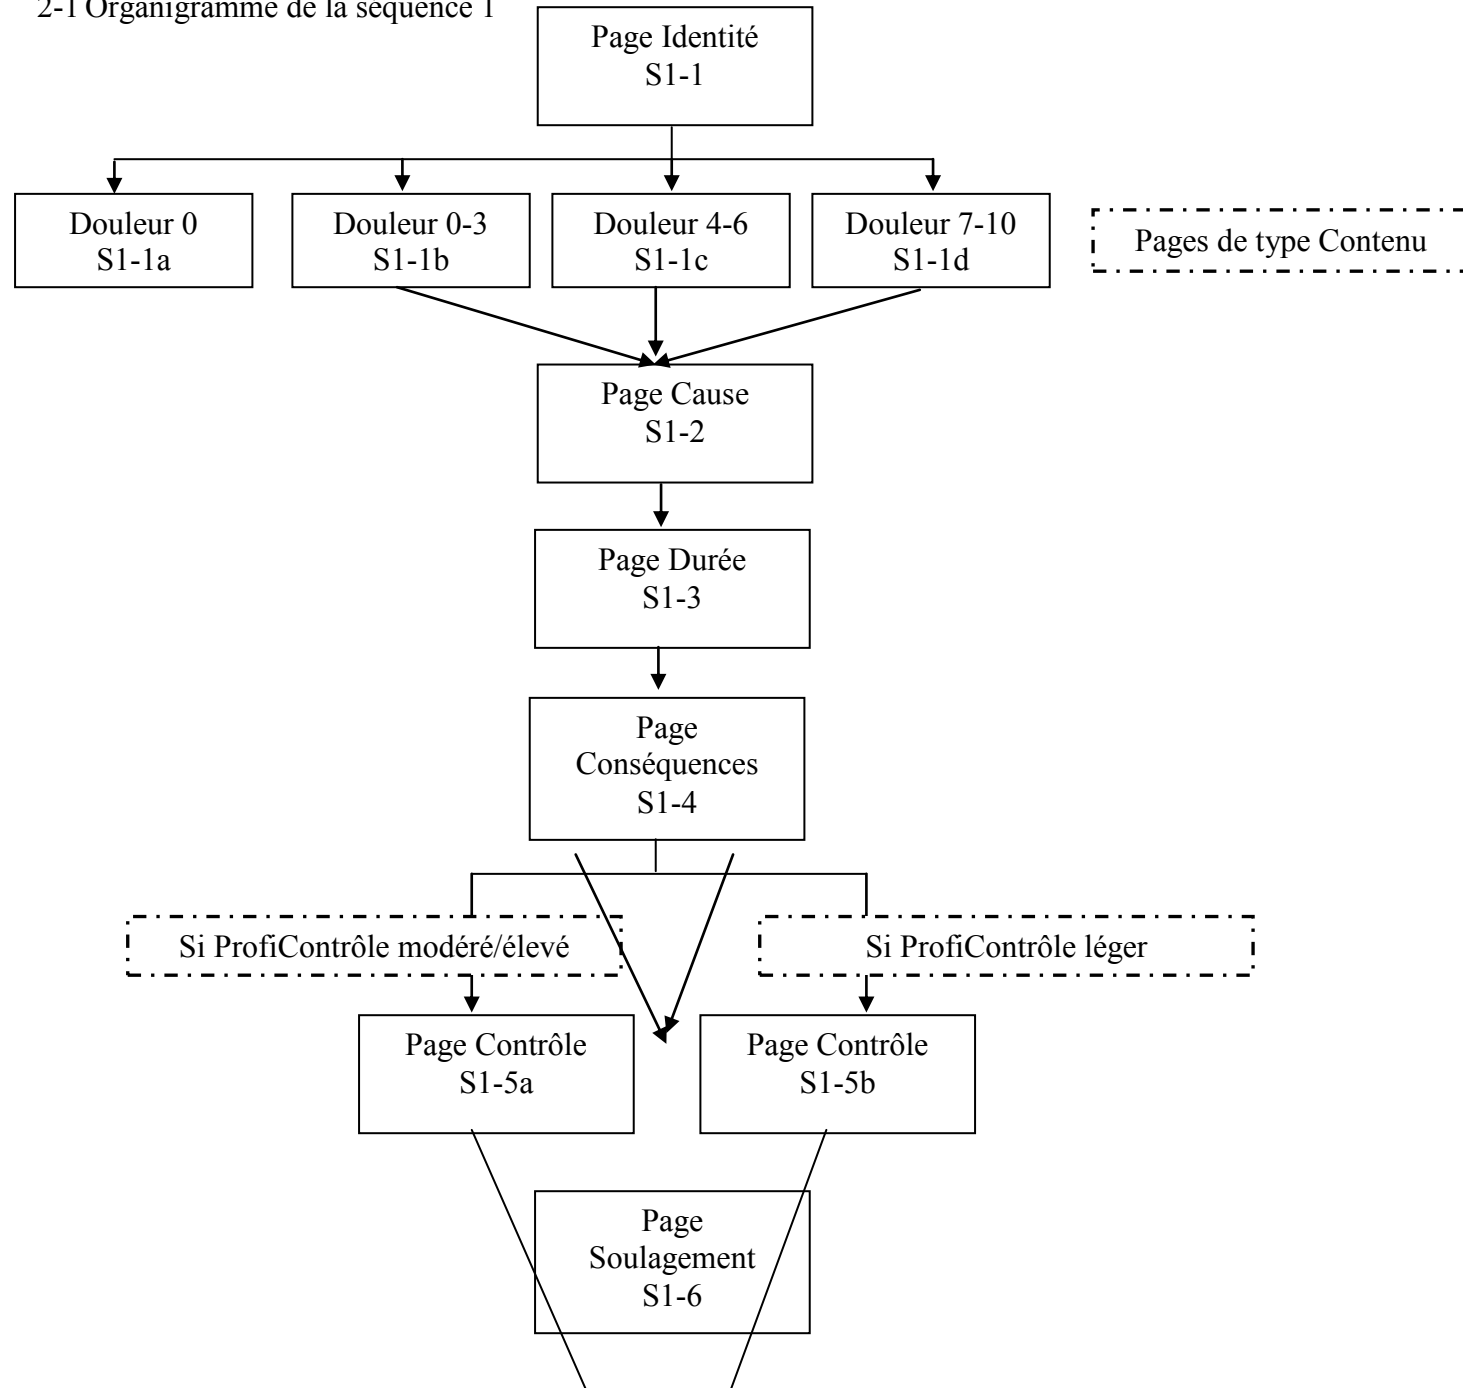 2-1 Organigramme de la séquence 1
Page Identité
S1-1
Douleur 0
S1-1a
Douleur 0-3
S1-1b
Douleur 4-6
S1-1c
Douleur 7-10
S1-1d
Pages de type Contenu
Page Cause
S1-2
Page Durée
S1-3
Page
Conséquences
S1-4
Si ProfiContrôle modéré/élevé
Si ProfiContrôle léger
Page Contrôle
S1-5a
Page Contrôle
S1-5b
Page
Soulagement
S1-6